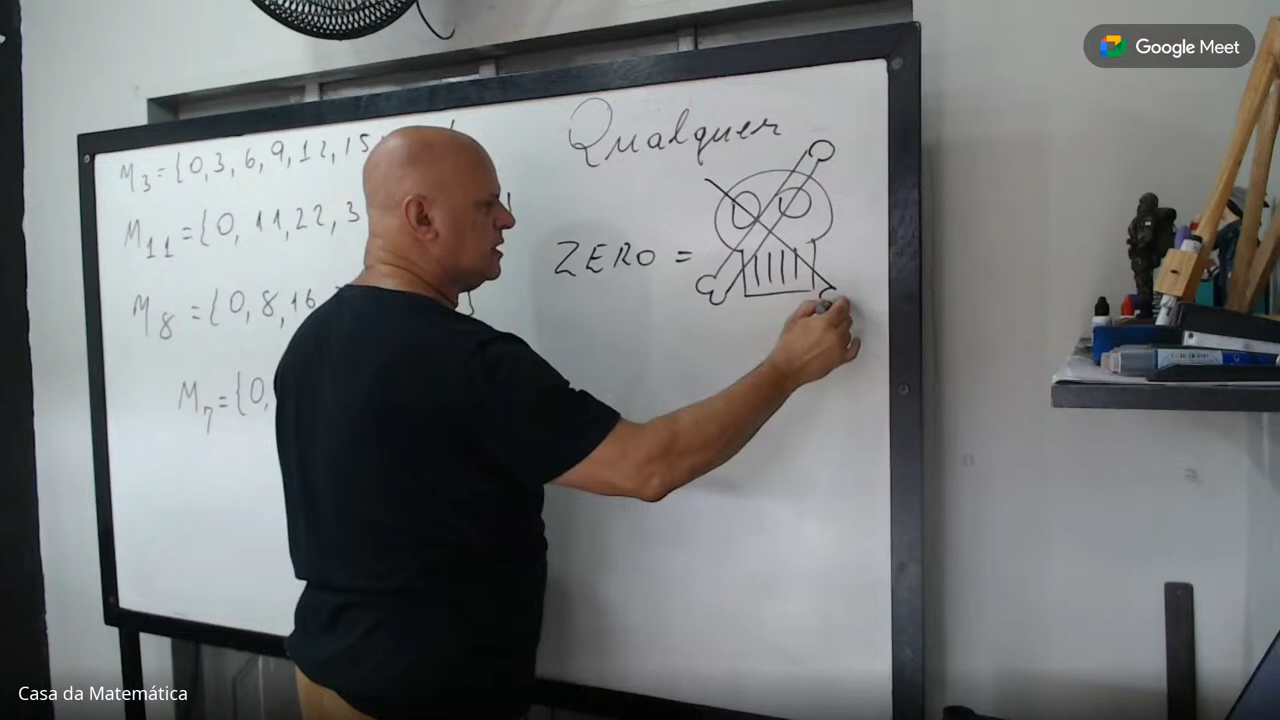 M3={0,3,6,9,12,15
M11={0,11,22,3
M8={0,8,16
M7={0,
Qualquer
ZERO =
Google Meet
Casa da Matemática